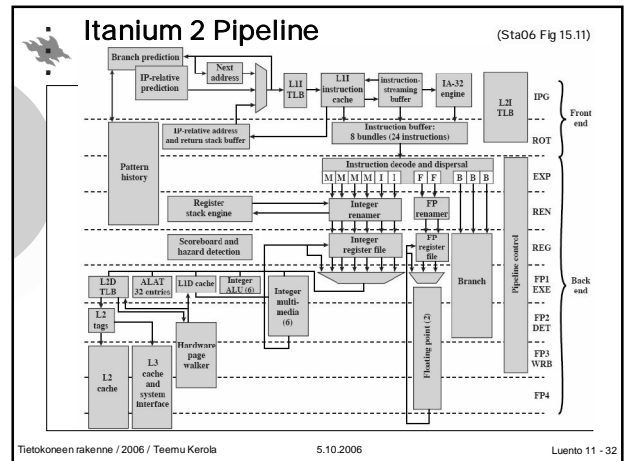 Itanium 2 Pipeline
(Sta06 Fig 15.11)
Branch prediction
IP-relative
prediction
Next
address
L1I
TLB
L1I
instruction
cache
instruction-
streaming
buffer
IA-32
engine
L2I
TLB
IPG
Front
end
IP-relative address
and return stack buffer
Instruction buffer:
8 bundles (24 instructions)
ROT
Pattern
history
Instruction decode and dispersal
M M M M I I F F B B B
EXP
Register
stack engine
Integer
renamer
FP
renamer
REN
Scoreboard and
hazard detection
Integer
register file
FP
register
file
REG
Branch
Pipeline control
L2D
TLB
ALAT
32 entries
L1D cache
Integer
ALU (6)
Integer
multi-
media
(6)
FP1
EXE
Back
end
L2
tags
Hardware
page
walker
Floating point (2)
FP2
DET
L2
cache
L3
cache
and
system
interface
FP3
WRB
FP4
Tietokoneen rakenne / 2006 / Teemu Kerola
5.10.2006
Luento 11 - 32